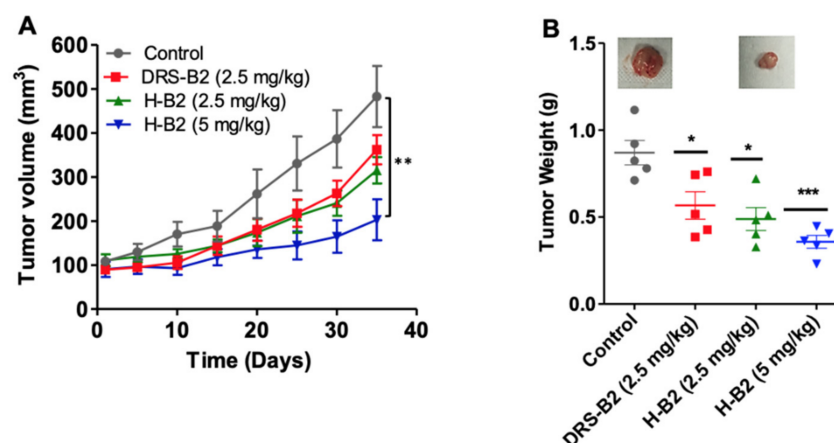 A
Tumor volume (mm³)
600
500
400
300
200
100
0
0
10
20
30
40
Time (Days)
Control
DRS-B2 (2.5 mg/kg)
H-B2 (2.5 mg/kg)
H-B2 (5 mg/kg)
**
B
Tumor Weight (g)
1.5
1.0
0.5
0.0
*
*
***
Control
DRS-B2 (2.5 mg/kg)
H-B2 (2.5 mg/kg)
H-B2 (5 mg/kg)